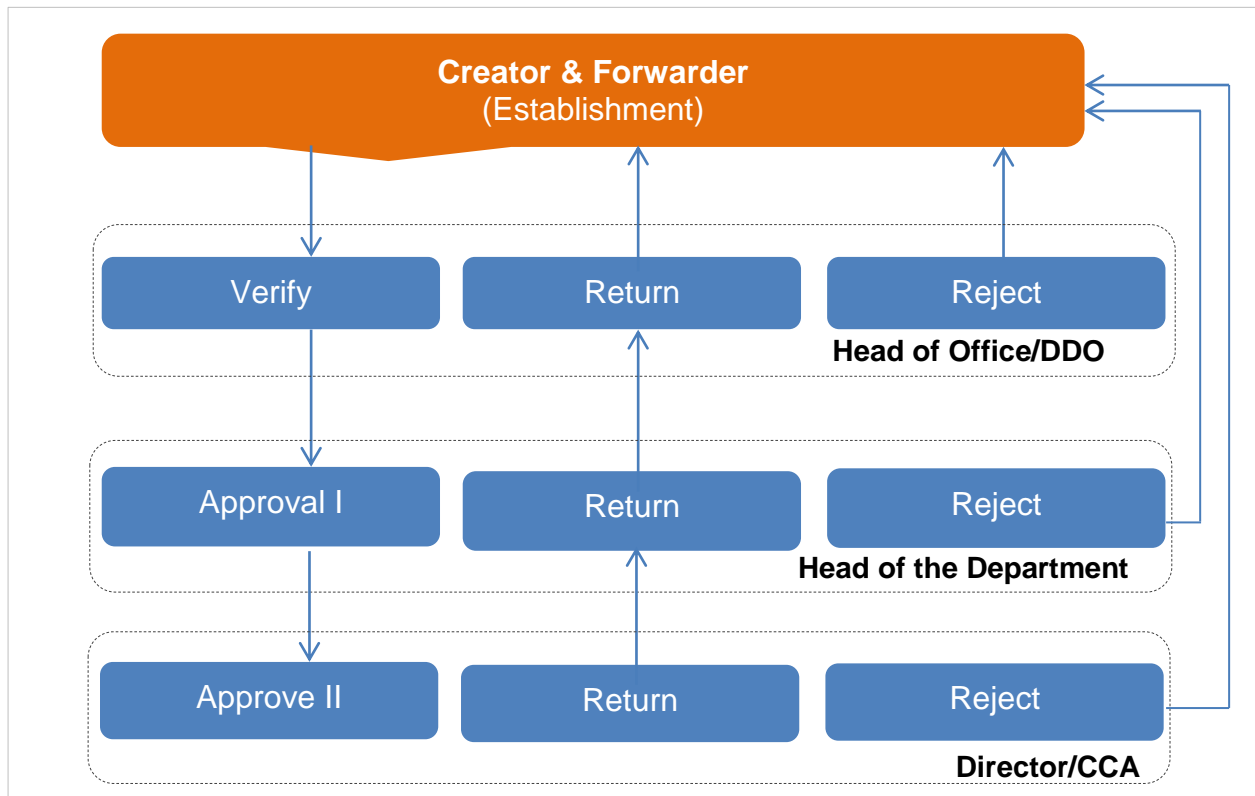 Creator & Forwarder
(Establishment)
Verify
Return
Reject
Head of Office/DDO
Approval I
Return
Reject
Head of the Department
Approve II
Return
Reject
Director/CCA